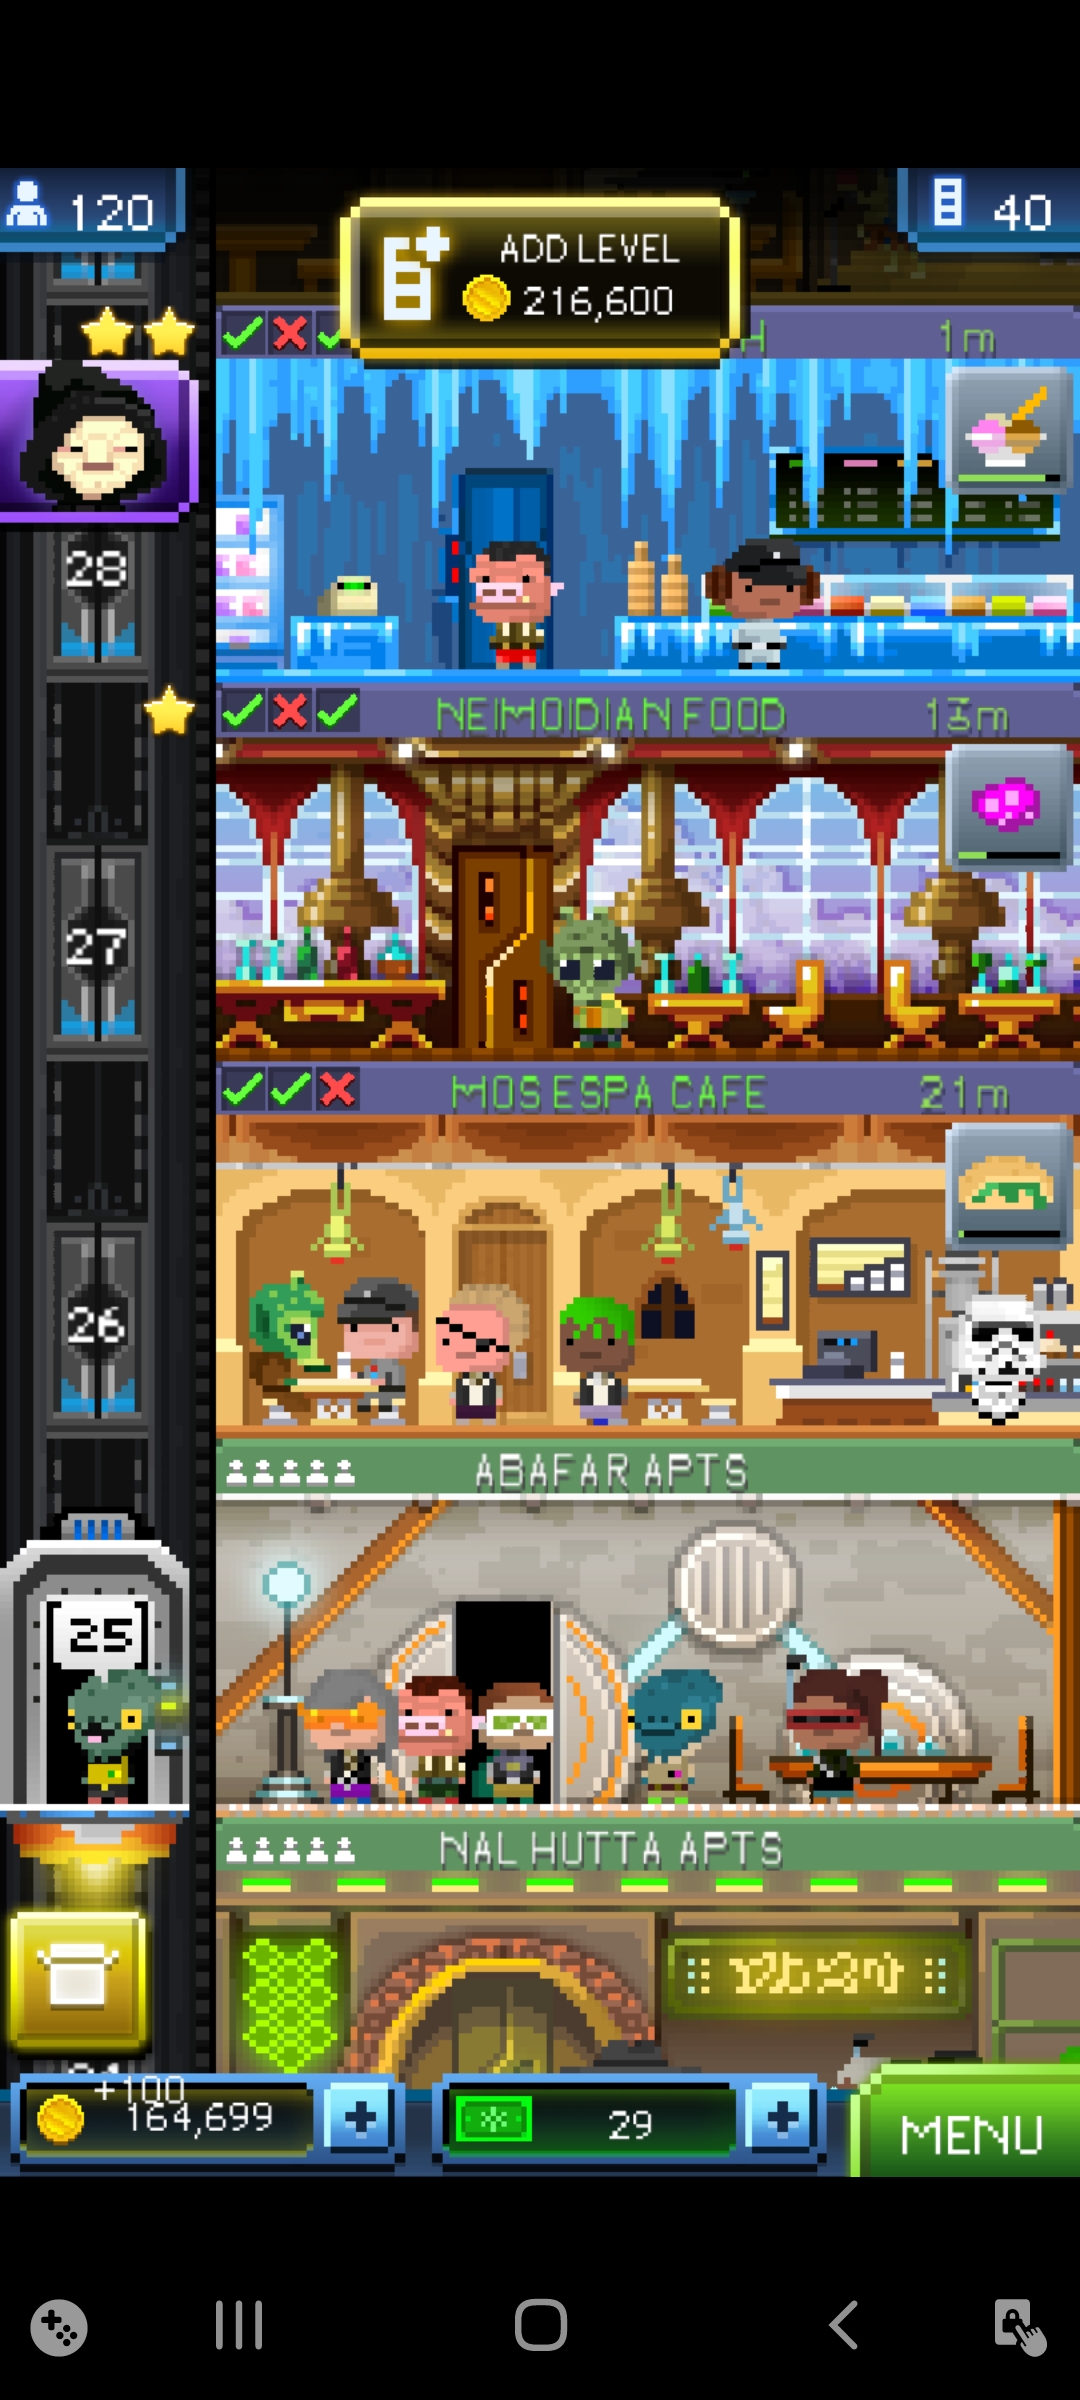 120
ADD LEVEL
216,600
40
H 1m
28
NEIMOIDIAN FOOD 13m
27
MOS ESPA CAFE 21m
26
ABAFAR APTS
25
NAL HUTTA APTS
+100
164,699
29
MENU